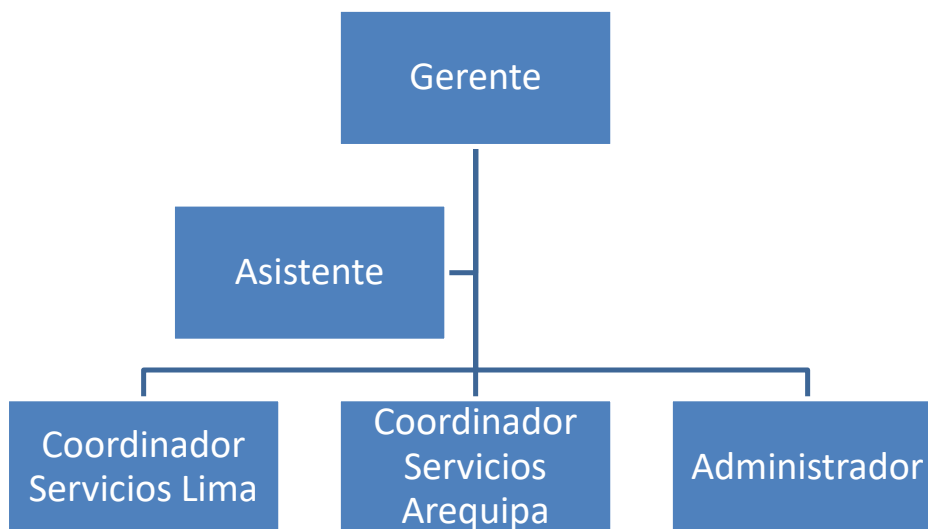 Gerente
Asistente
Coordinador
Servicios Lima
Coordinador
Servicios
Arequipa
Administrador